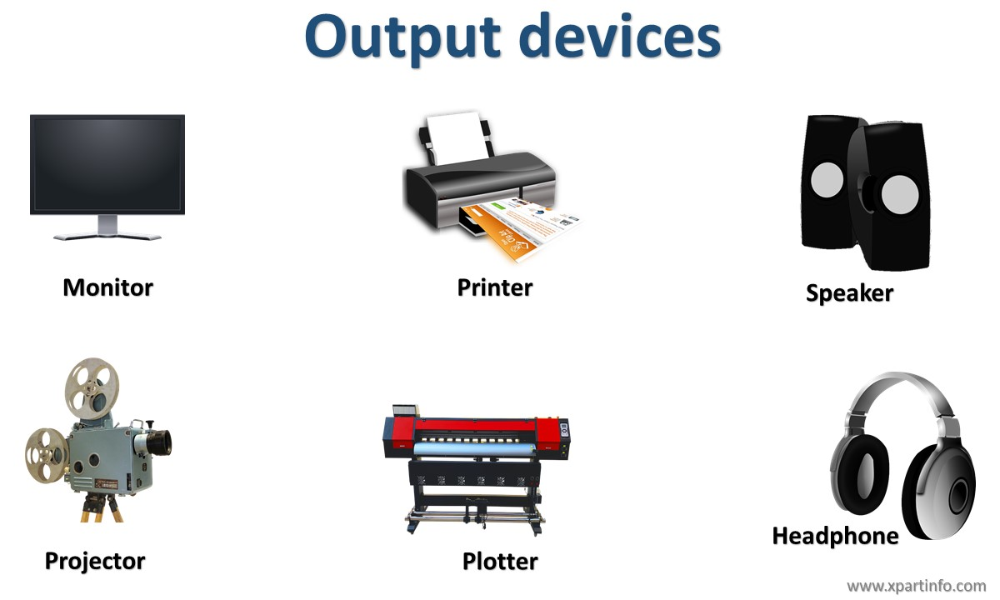 Output devices
Monitor
Printer
Speaker
Projector
Plotter
Headphone
www.xpartinfo.com